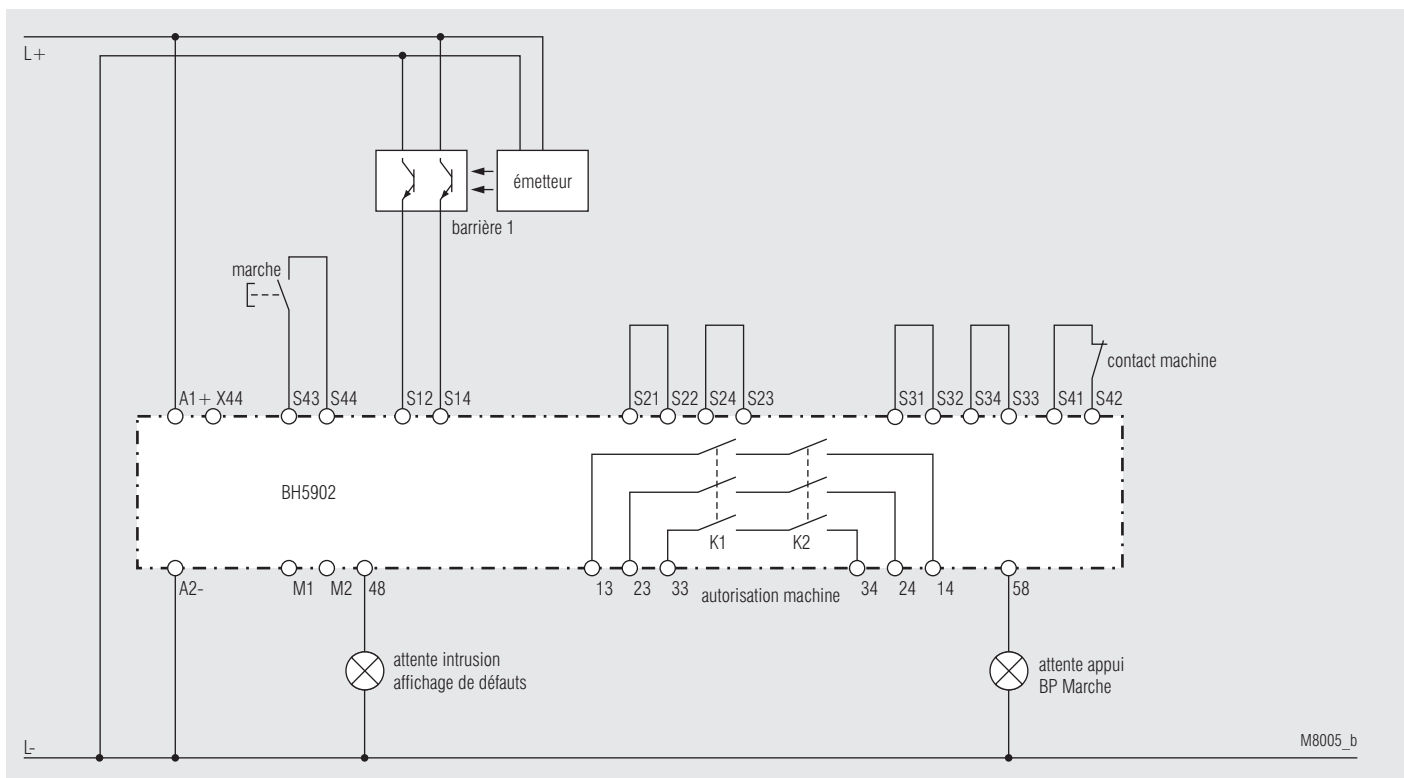 L+
émetteur
barrière 1
marche
contact machine
A1+ X44 S43 S44 S12 S14 S21 S22 S24 S23 S31 S32 S34 S33 S41 S42
BH5902
K1 K2
A2- M1 M2 48 13 23 33 autorisation machine 34 24 14 58
attente intrusion
affichage de défauts
attente appui
BP Marche
L-
M8005_b